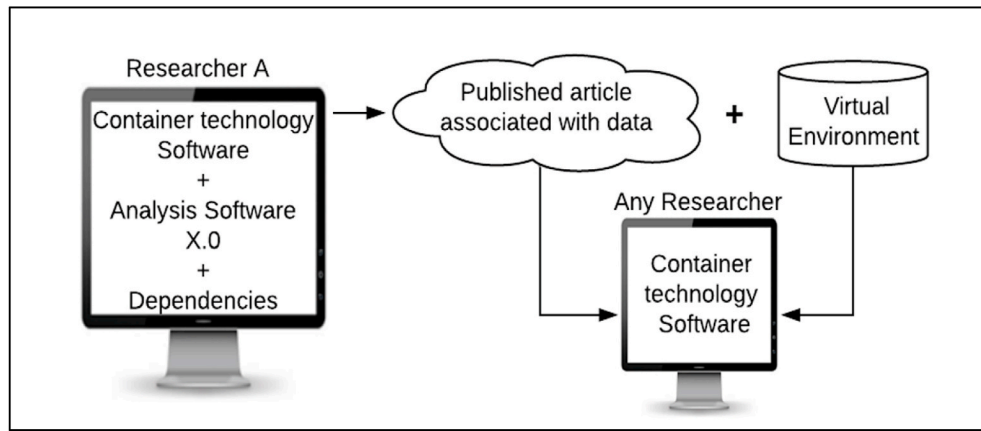 Researcher A
Container technology
Software
+
Analysis Software
X.0
+
Dependencies
Published article
associated with data
+
Virtual
Environment
Any Researcher
Container
technology
Software